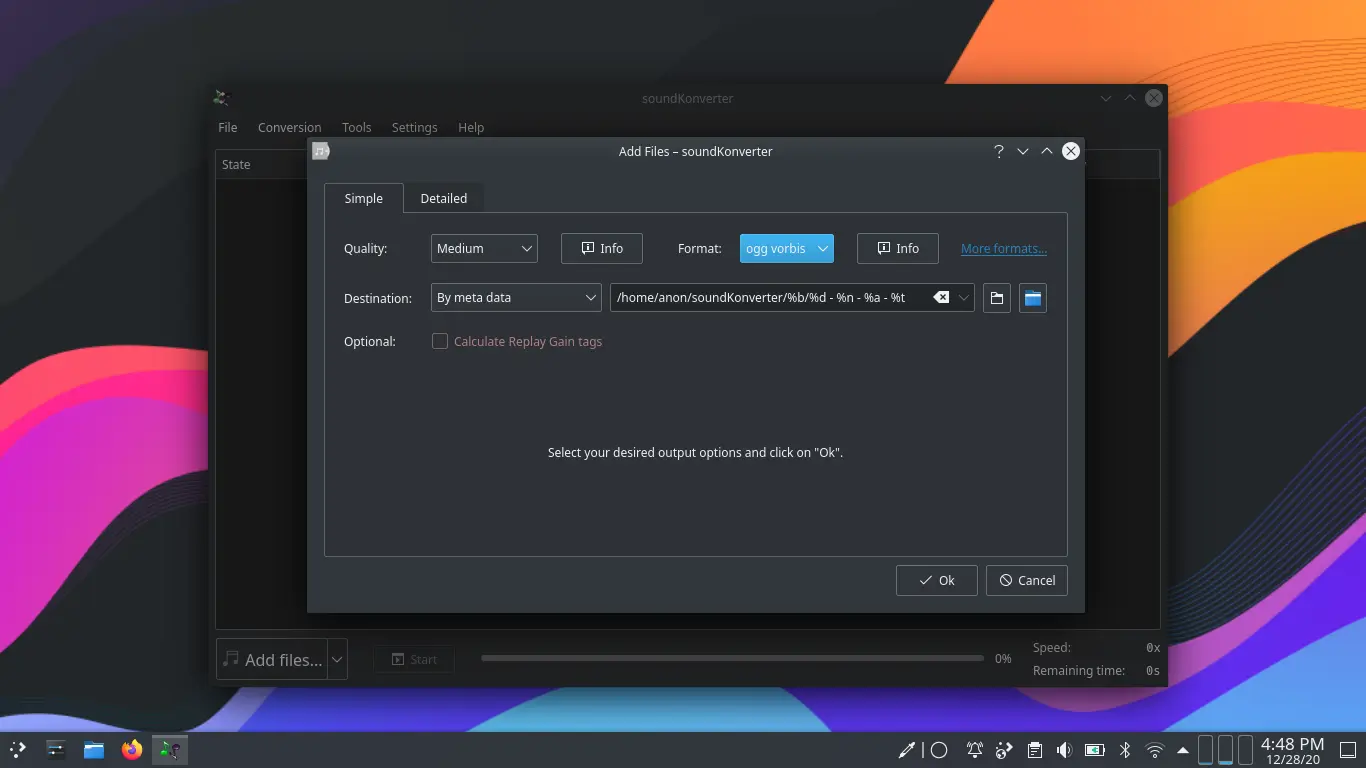 soundKonverter
File Conversion Tools Settings Help
State
Add Files – soundKonverter
Simple Detailed
Quality: Medium Info Format: ogg vorbis Info More formats...
Destination: By meta data /home/anon/soundKonverter/%b/%d - %n - %a - %t
Optional: Calculate Replay Gain tags
Select your desired output options and click on "Ok".
Ok Cancel
Add files... Start 0% Speed: 0x
Remaining time: 0s
4:48 PM
12/28/20